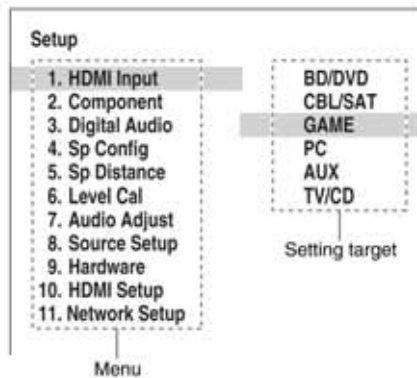 Setup
1. HDMI Input
2. Component
3. Digital Audio
4. Sp Config
5. Sp Distance
6. Level Cal
7. Audio Adjust
8. Source Setup
9. Hardware
10. HDMI Setup
11. Network Setup
Menu
BD/DVD
CBL/SAT
GAME
PC
AUX
TV/CD
Setting target